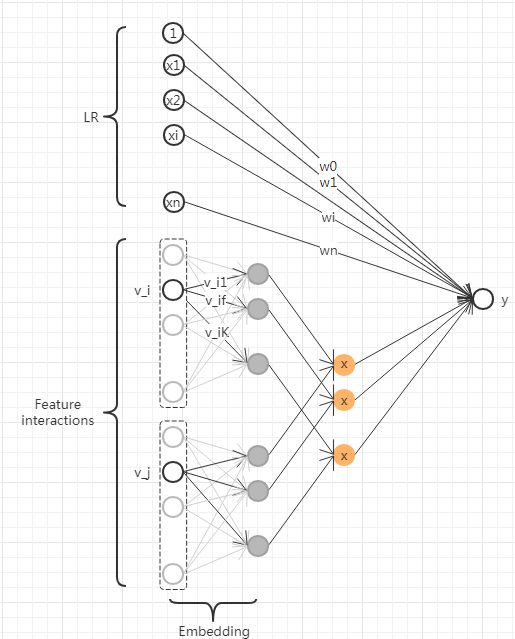 1
x1
x2
LR
xi
w0
w1
xn
wi
wn
v_i
v_i1
v_if
v_iK
y
x
x
Feature
interactions
x
v_j
Embedding